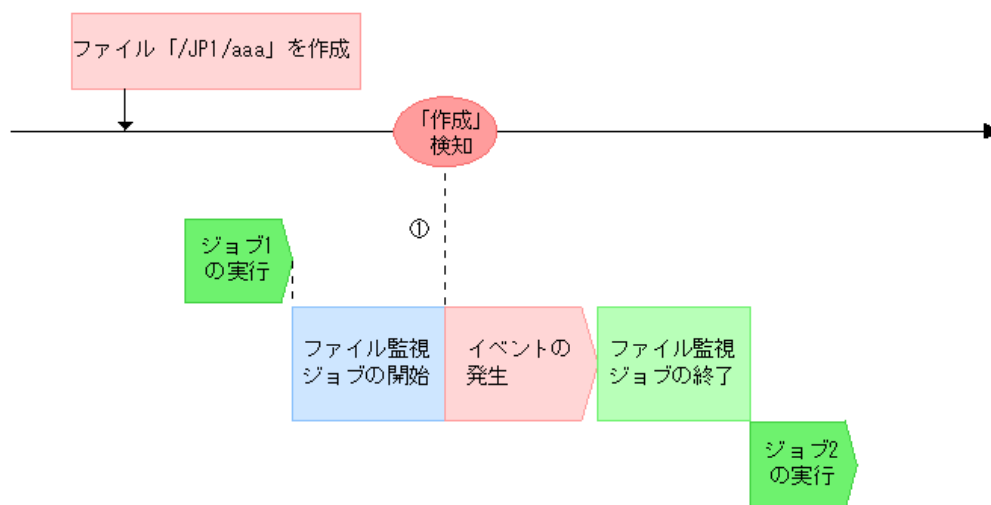 ファイル「/JP1/aaa」を作成
「作成」
検知
①
ジョブ1
の実行
ファイル監視
ジョブの開始
イベントの
発生
ファイル監視
ジョブの終了
ジョブ2
の実行